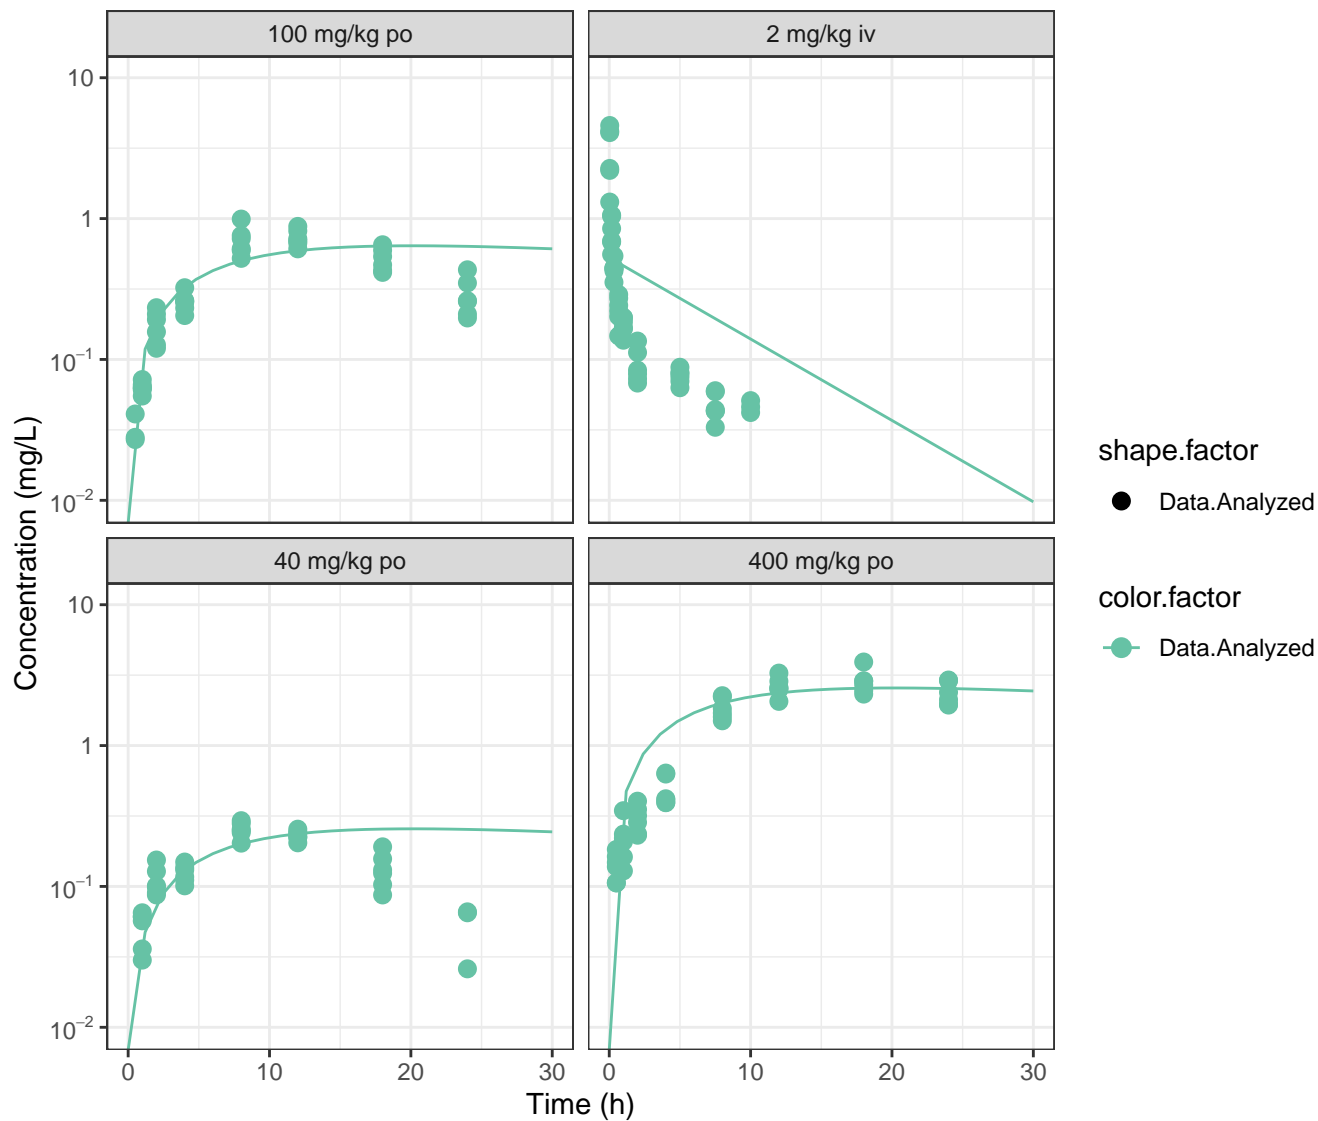 100 mg/kg po
2 mg/kg iv
10
1
10⁻¹
10⁻²
40 mg/kg po
400 mg/kg po
10
1
10⁻¹
10⁻²
0 10 20 30
0 10 20 30
Time (h)
Concentration (mg/L)
shape.factor
Data.Analyzed
color.factor
Data.Analyzed